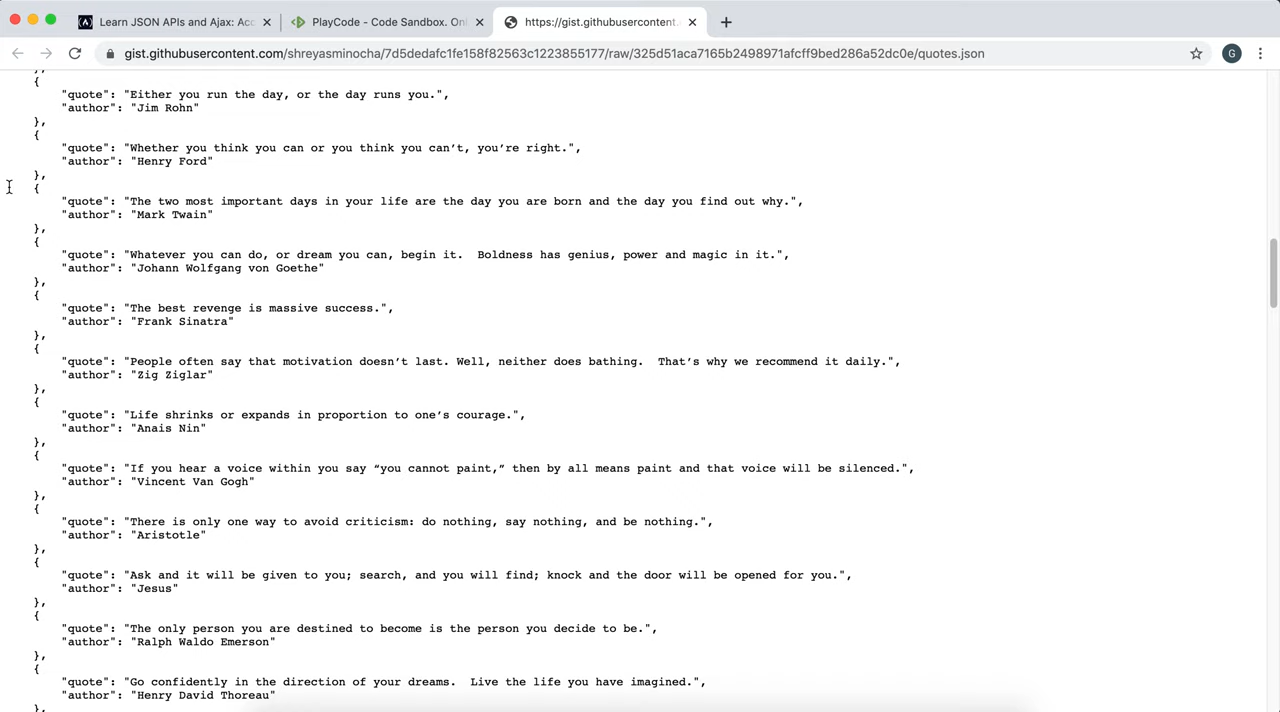 Learn JSON APIs and Ajax: Acc
PlayCode - Code Sandbox. Onl
https://gist.githubusercontent.
gist.githubusercontent.com/shreyasminocha/7d5dedafc1fe158f82563c1223855177/raw/325d51aca7165b2498971afcff9bed286a52dc0e/quotes.json
G
},
{
"quote": "Either you run the day, or the day runs you.",
"author": "Jim Rohn"
},
{
"quote": "Whether you think you can or you think you can’t, you’re right.",
"author": "Henry Ford"
},
{
"quote": "The two most important days in your life are the day you are born and the day you find out why.",
"author": "Mark Twain"
},
{
"quote": "Whatever you can do, or dream you can, begin it.  Boldness has genius, power and magic in it.",
"author": "Johann Wolfgang von Goethe"
},
{
"quote": "The best revenge is massive success.",
"author": "Frank Sinatra"
},
{
"quote": "People often say that motivation doesn’t last. Well, neither does bathing.  That’s why we recommend it daily.",
"author": "Zig Ziglar"
},
{
"quote": "Life shrinks or expands in proportion to one’s courage.",
"author": "Anais Nin"
},
{
"quote": "If you hear a voice within you say “you cannot paint,” then by all means paint and that voice will be silenced.",
"author": "Vincent Van Gogh"
},
{
"quote": "There is only one way to avoid criticism: do nothing, say nothing, and be nothing.",
"author": "Aristotle"
},
{
"quote": "Ask and it will be given to you; search, and you will find; knock and the door will be opened for you.",
"author": "Jesus"
},
{
"quote": "The only person you are destined to become is the person you decide to be.",
"author": "Ralph Waldo Emerson"
},
{
"quote": "Go confidently in the direction of your dreams.  Live the life you have imagined.",
"author": "Henry David Thoreau"
},